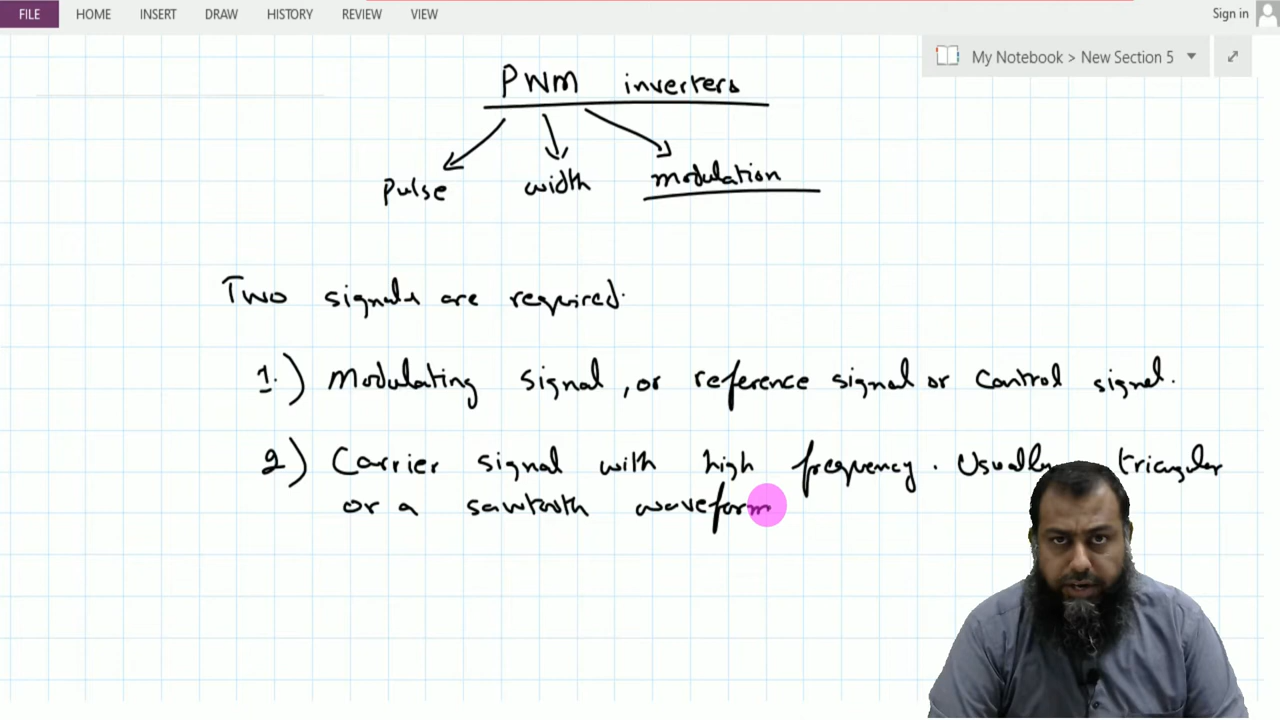 FILE HOME INSERT DRAW HISTORY REVIEW VIEW Sign in
My Notebook > New Section 5
PWM inverters
pulse width modulation
Two signals are required.
1.) Modulating signal, or reference signal or control signal.
2) Carrier signal with high frequency. Usually triangular
or a sawtooth waveform